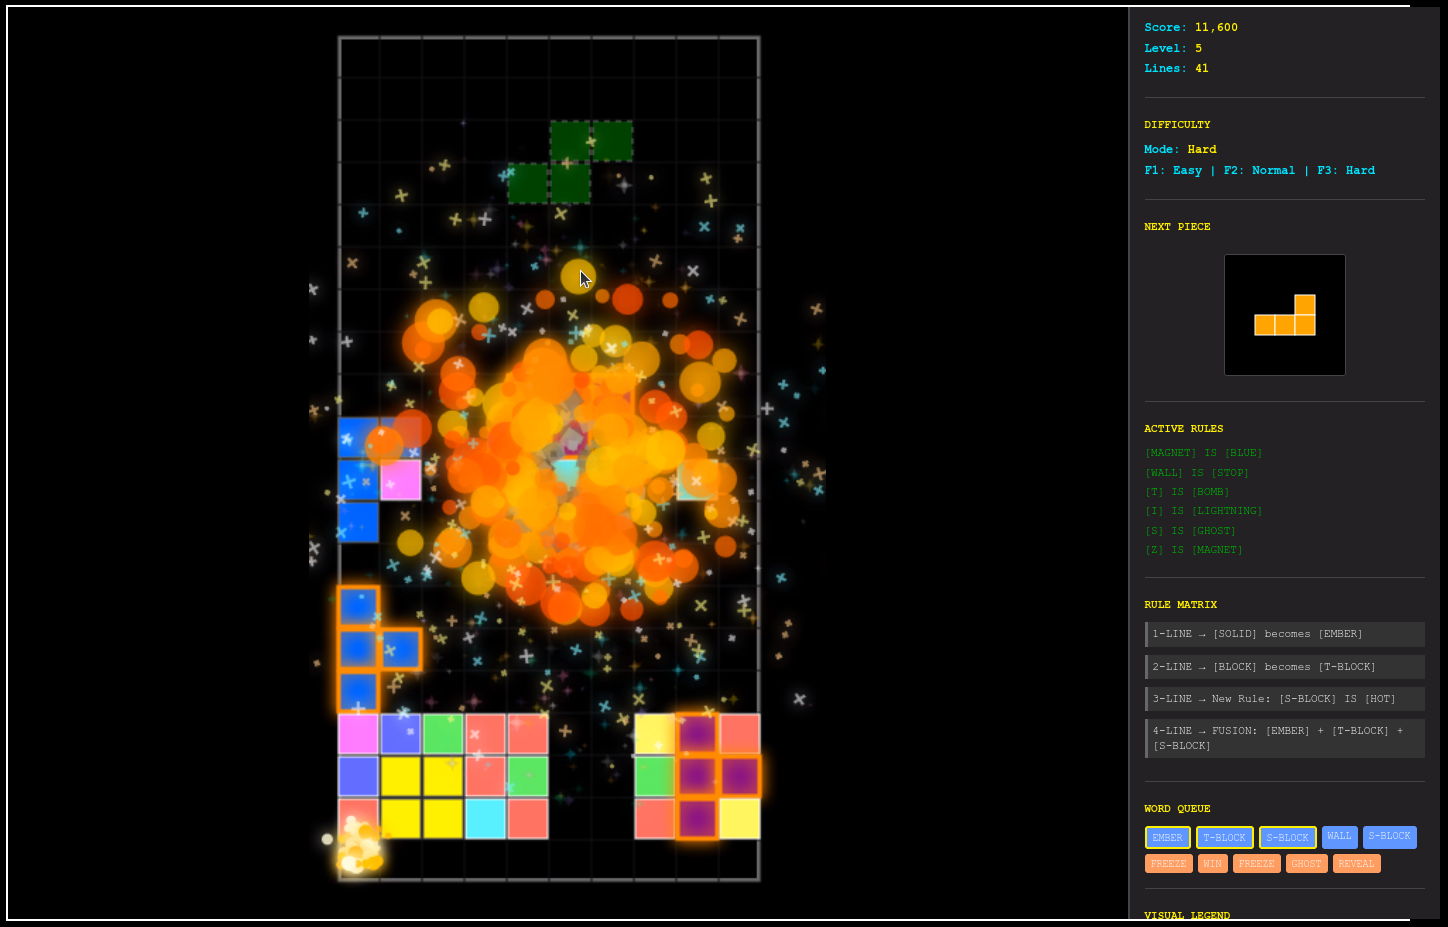 Score: 11,600
Level: 5
Lines: 41
DIFFICULTY
Mode: Hard
F1: Easy | F2: Normal | F3: Hard
NEXT PIECE
ACTIVE RULES
[MAGNET] IS [BLUE]
[WALL] IS [STOP]
[T] IS [BOMB]
[I] IS [LIGHTNING]
[S] IS [GHOST]
[Z] IS [MAGNET]
RULE MATRIX
1-LINE → [SOLID] becomes [EMBER]
2-LINE → [BLOCK] becomes [T-BLOCK]
3-LINE → New Rule: [S-BLOCK] IS [HOT]
4-LINE → FUSION: [EMBER] + [T-BLOCK] +
[S-BLOCK]
WORD QUEUE
EMBER T-BLOCK S-BLOCK WALL S-BLOCK
FREEZE WIN FREEZE GHOST REVEAL
VISUAL LEGEND